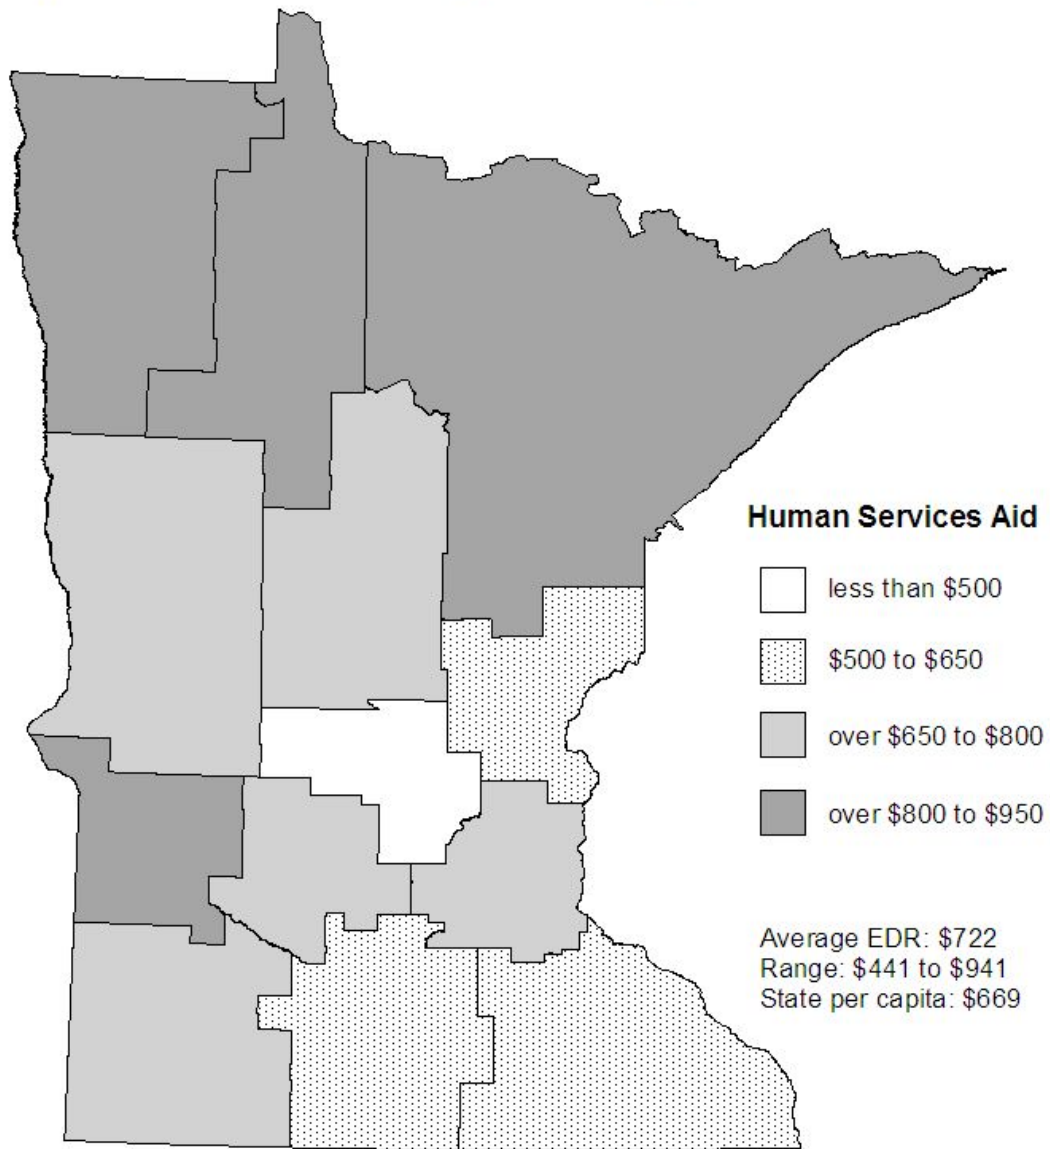 Human Services Aid
less than $500
$500 to $650
over $650 to $800
over $800 to $950
Average EDR: $722
Range: $441 to $941
State per capita: $669